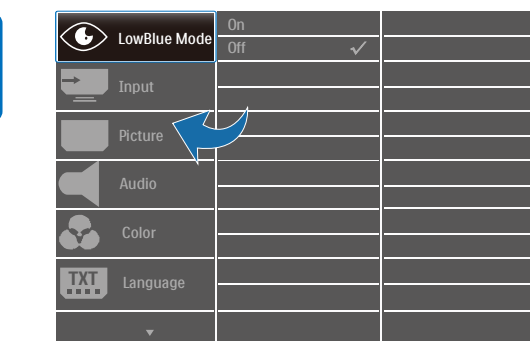 LowBlue Mode
On
Off
Input
Picture
Audio
Color
TXT
Language